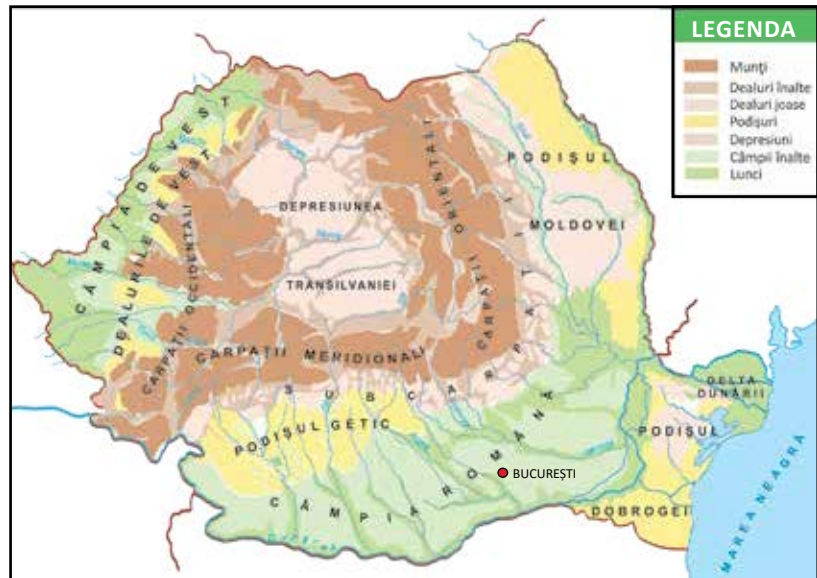 LEGENDA
Munți
Dealuri înalte
Dealuri joase
Podișuri
Depresiuni
Câmpii înalte
Lunci
CÂMPIA DE VEST
DEALURILE DE VEST
CARPAȚII OCCIDENTALI
DEPRESIUNEA
TRANSILVANIEI
CARPAȚII ORIENTALI
PODIȘUL
MOLDOVEI
CARPAȚII MERIDIONALI
SUBCARPAȚII
PODIȘUL GETIC
CÂMPIA ROMÂNĂ
BUCUREȘTI
DELTA
DUNĂRII
PODIȘUL
DOBROGEI
MAREA NEAGRĂ